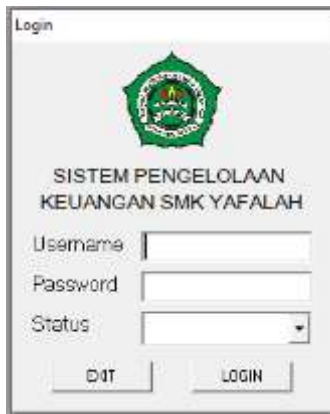 Login
SISTEM PENGELOLAAN
KEUANGAN SMK YAFALAH
Username
Password
Status
EXIT LOGIN